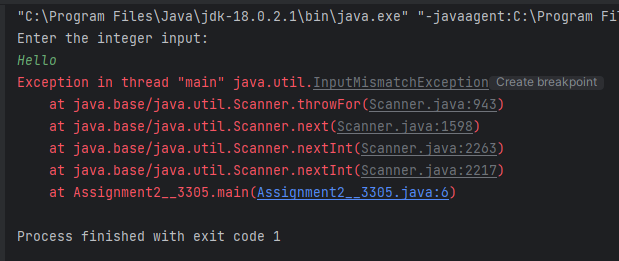 "C:\Program Files\Java\jdk-18.0.2.1\bin\java.exe" "-javaagent:C:\Program Fi
Enter the integer input:
Hello
Exception in thread "main" java.util.InputMismatchException Create breakpoint
at java.base/java.util.Scanner.throwFor(Scanner.java:943)
at java.base/java.util.Scanner.next(Scanner.java:1598)
at java.base/java.util.Scanner.nextInt(Scanner.java:2263)
at java.base/java.util.Scanner.nextInt(Scanner.java:2217)
at Assignment2__3305.main(Assignment2__3305.java:6)
Process finished with exit code 1